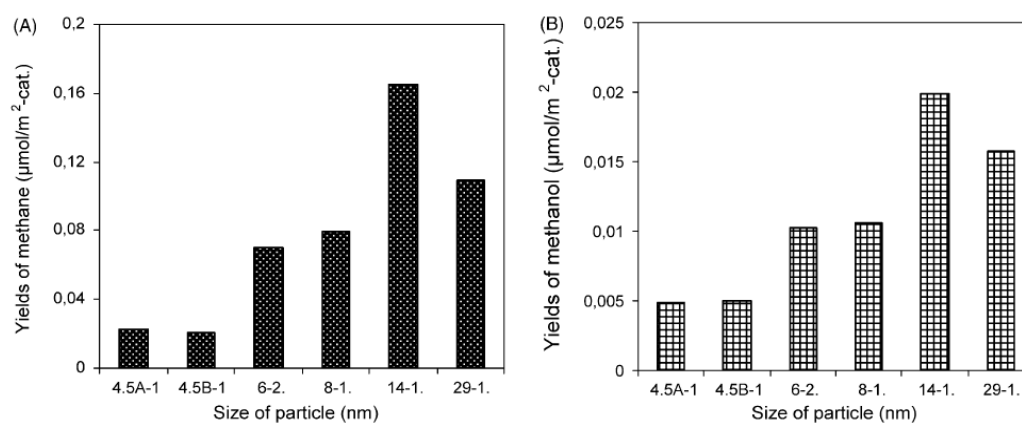 (A)
Yields of methane (µmol/m²-cat.)
0,2
0,16
0,12
0,08
0,04
0
4.5A-1 4.5B-1 6-2. 8-1. 14-1. 29-1.
Size of particle (nm)
(B)
Yields of methanol (µmol/m²-cat.)
0,025
0,02
0,015
0,01
0,005
0
4.5A-1 4.5B-1 6-2. 8-1. 14-1. 29-1.
Size of particle (nm)